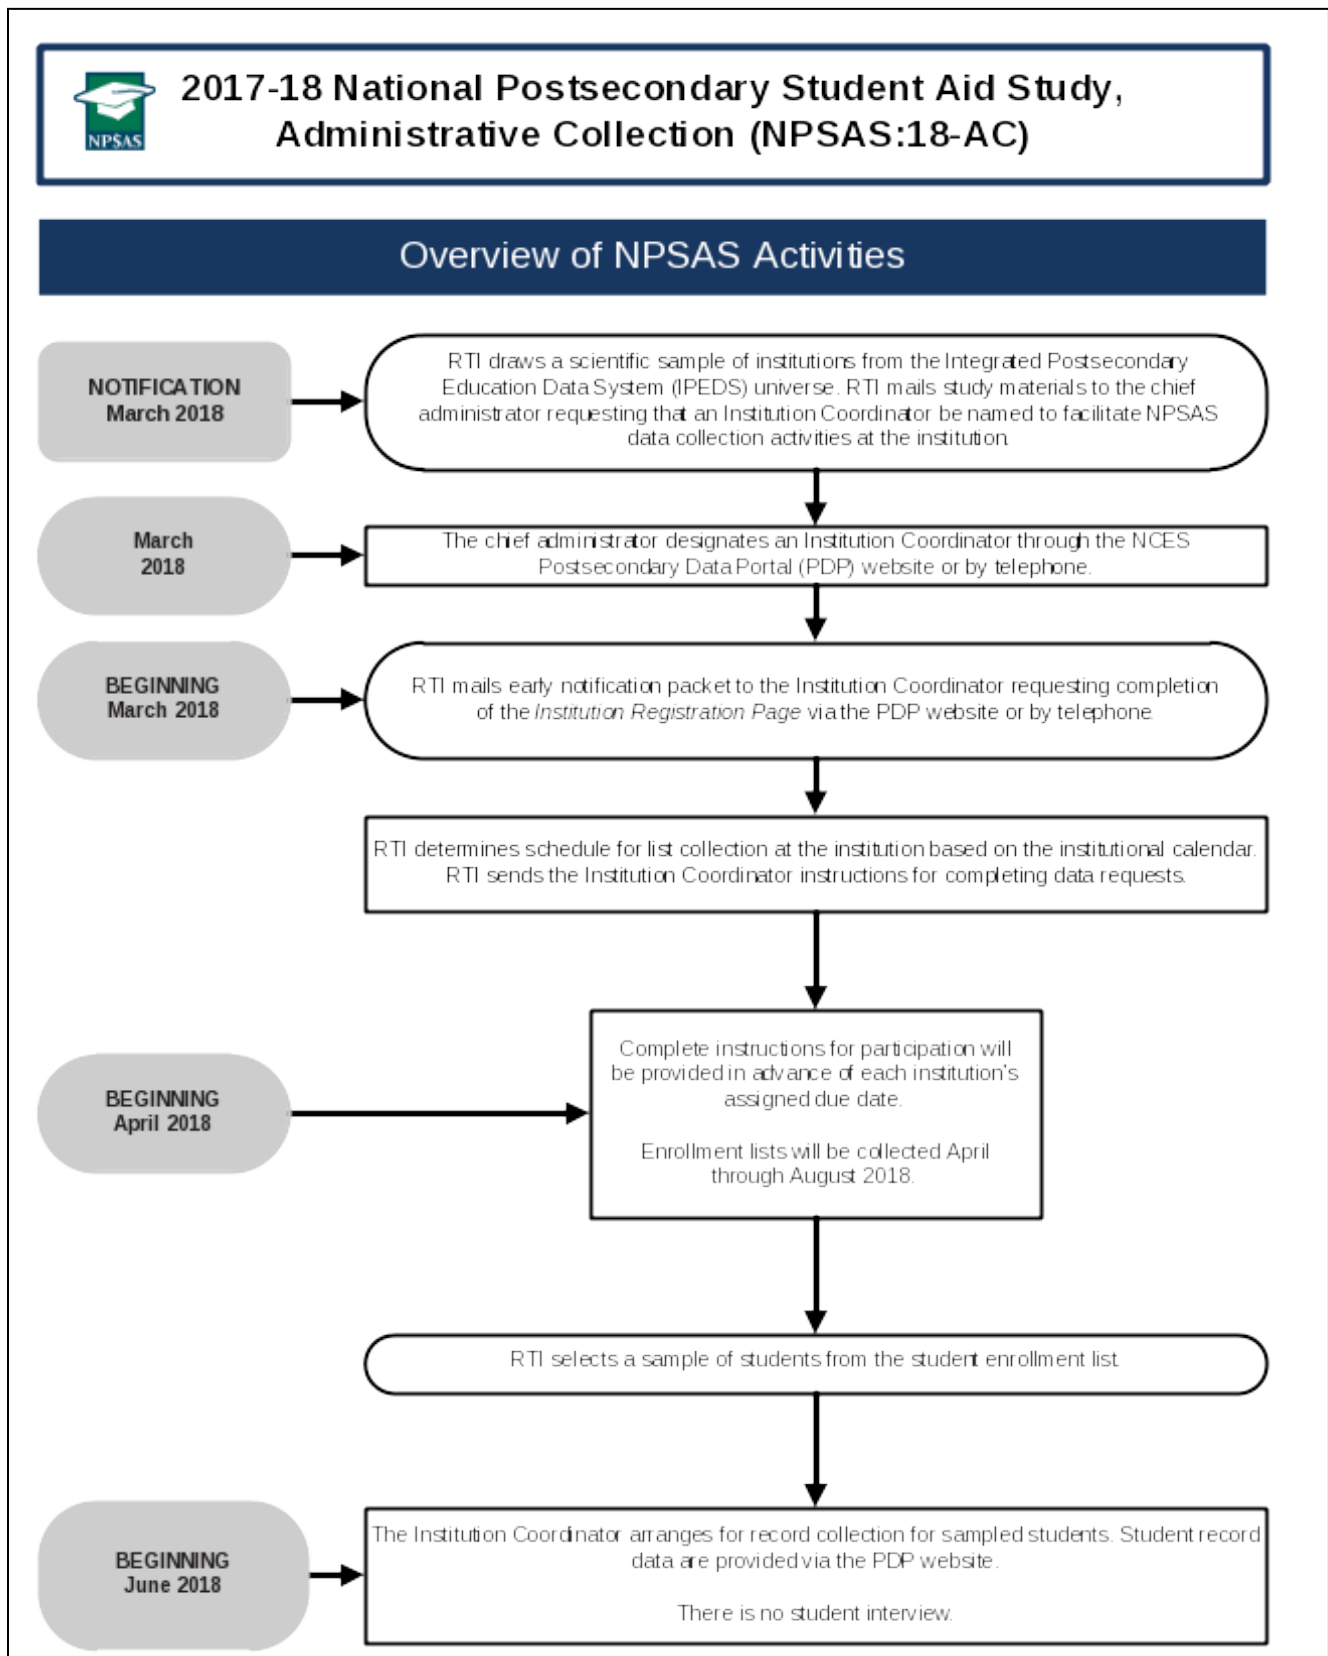 2017-18 National Postsecondary Student Aid Study,
Administrative Collection (NPSAS:18-AC)
NPSAS
Overview of NPSAS Activities
NOTIFICATION
March 2018
RTI draws a scientific sample of institutions from the Integrated Postsecondary
Education Data System (IPEDS) universe. RTI mails study materials to the chief
administrator requesting that an Institution Coordinator be named to facilitate NPSAS
data collection activities at the institution.
March
2018
The chief administrator designates an Institution Coordinator through the NCES
Postsecondary Data Portal (PDP) website or by telephone.
BEGINNING
March 2018
RTI mails early notification packet to the Institution Coordinator requesting completion
of the Institution Registration Page via the PDP website or by telephone.
RTI determines schedule for list collection at the institution based on the institutional calendar.
RTI sends the Institution Coordinator instructions for completing data requests.
BEGINNING
April 2018
Complete instructions for participation will
be provided in advance of each institution’s
assigned due date.
Enrollment lists will be collected April
through August 2018.
RTI selects a sample of students from the student enrollment list.
BEGINNING
June 2018
The Institution Coordinator arranges for record collection for sampled students. Student record
data are provided via the PDP website.
There is no student interview.